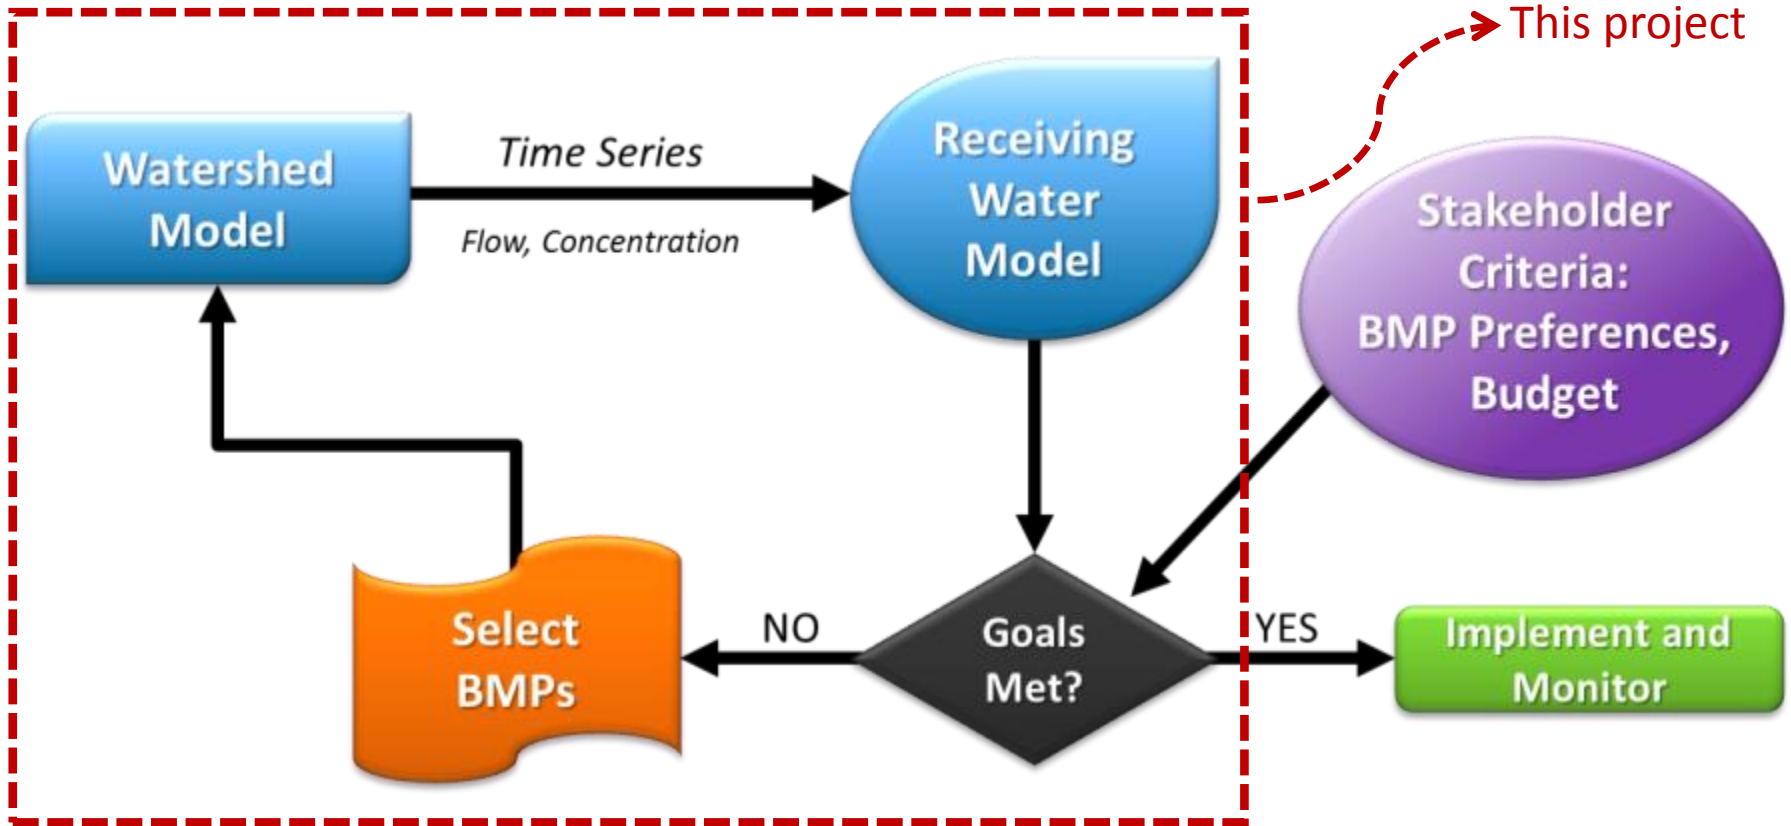 This project
Watershed
Model
Time Series
Flow, Concentration
Receiving
Water
Model
Stakeholder
Criteria:
BMP Preferences,
Budget
Select
BMPs
NO
Goals
Met?
YES
Implement and
Monitor